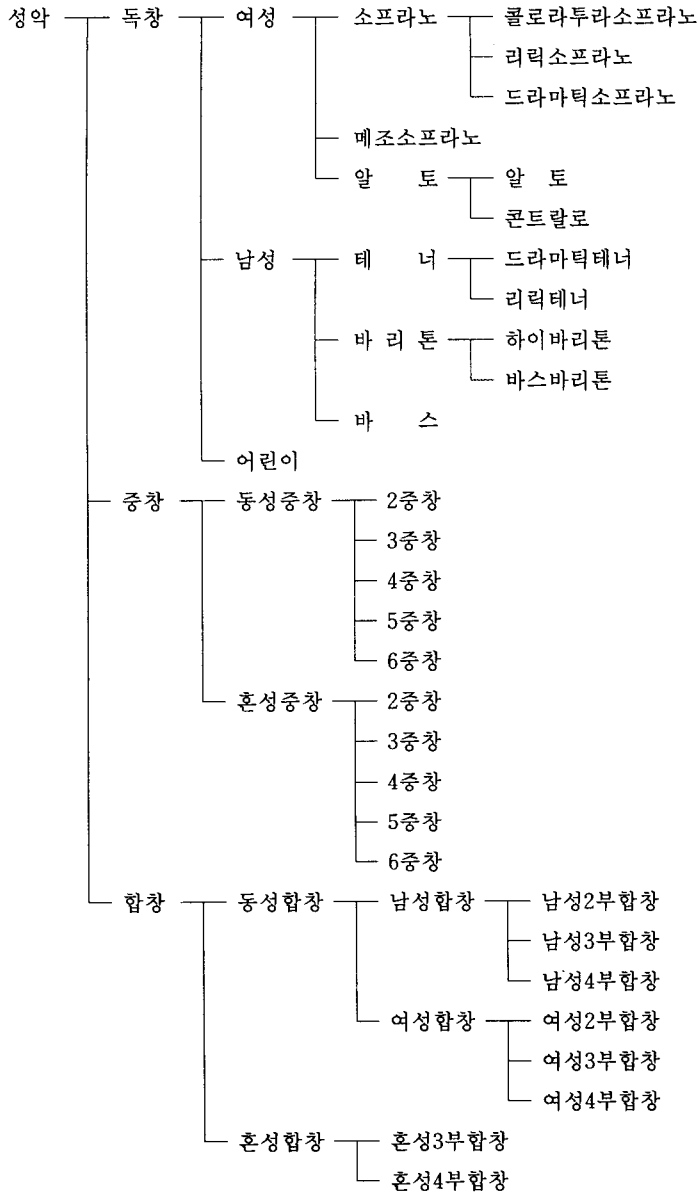 성악 독창 여성 소프라노 콜로라투라소프라노
리릭소프라노
드라마틱소프라노
메조소프라노
알 토 알 토
콘트랄로
남성 테 너 드라마틱테너
리릭테너
바 리 톤 하이바리톤
바스바리톤
바 스
어린이
중창 동성중창 2중창
3중창
4중창
5중창
6중창
혼성중창 2중창
3중창
4중창
5중창
6중창
합창 동성합창 남성합창 남성2부합창
남성3부합창
남성4부합창
여성합창 여성2부합창
여성3부합창
여성4부합창
혼성합창 혼성3부합창
혼성4부합창